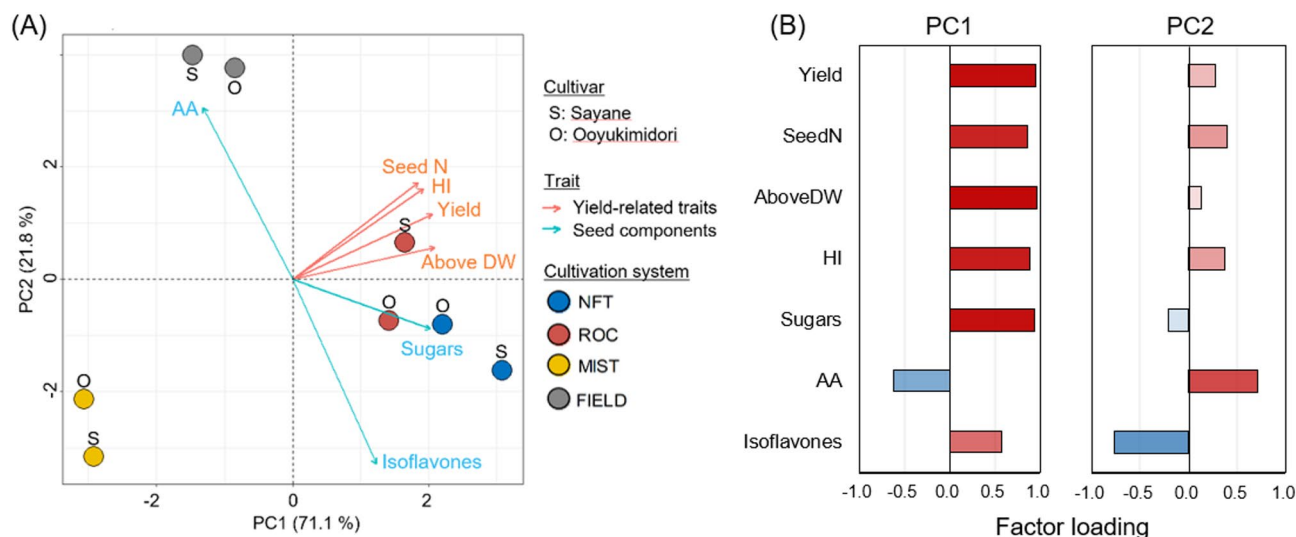 (A)
PC2 (21.8 %)
2
0
-2
-2
0
2
PC1 (71.1 %)
S
O
AA
Seed N
HI
Yield
S
Above DW
O
O
Sugars
S
O
S
Isoflavones
Cultivar
S: Sayane
O: Ooyukimidori
Trait
Yield-related traits
Seed components
Cultivation system
NFT
ROC
MIST
FIELD
(B)
PC1
PC2
Yield
SeedN
AboveDW
HI
Sugars
AA
Isoflavones
-1.0 -0.5 0.0 0.5 1.0
-1.0 -0.5 0.0 0.5 1.0
Factor loading